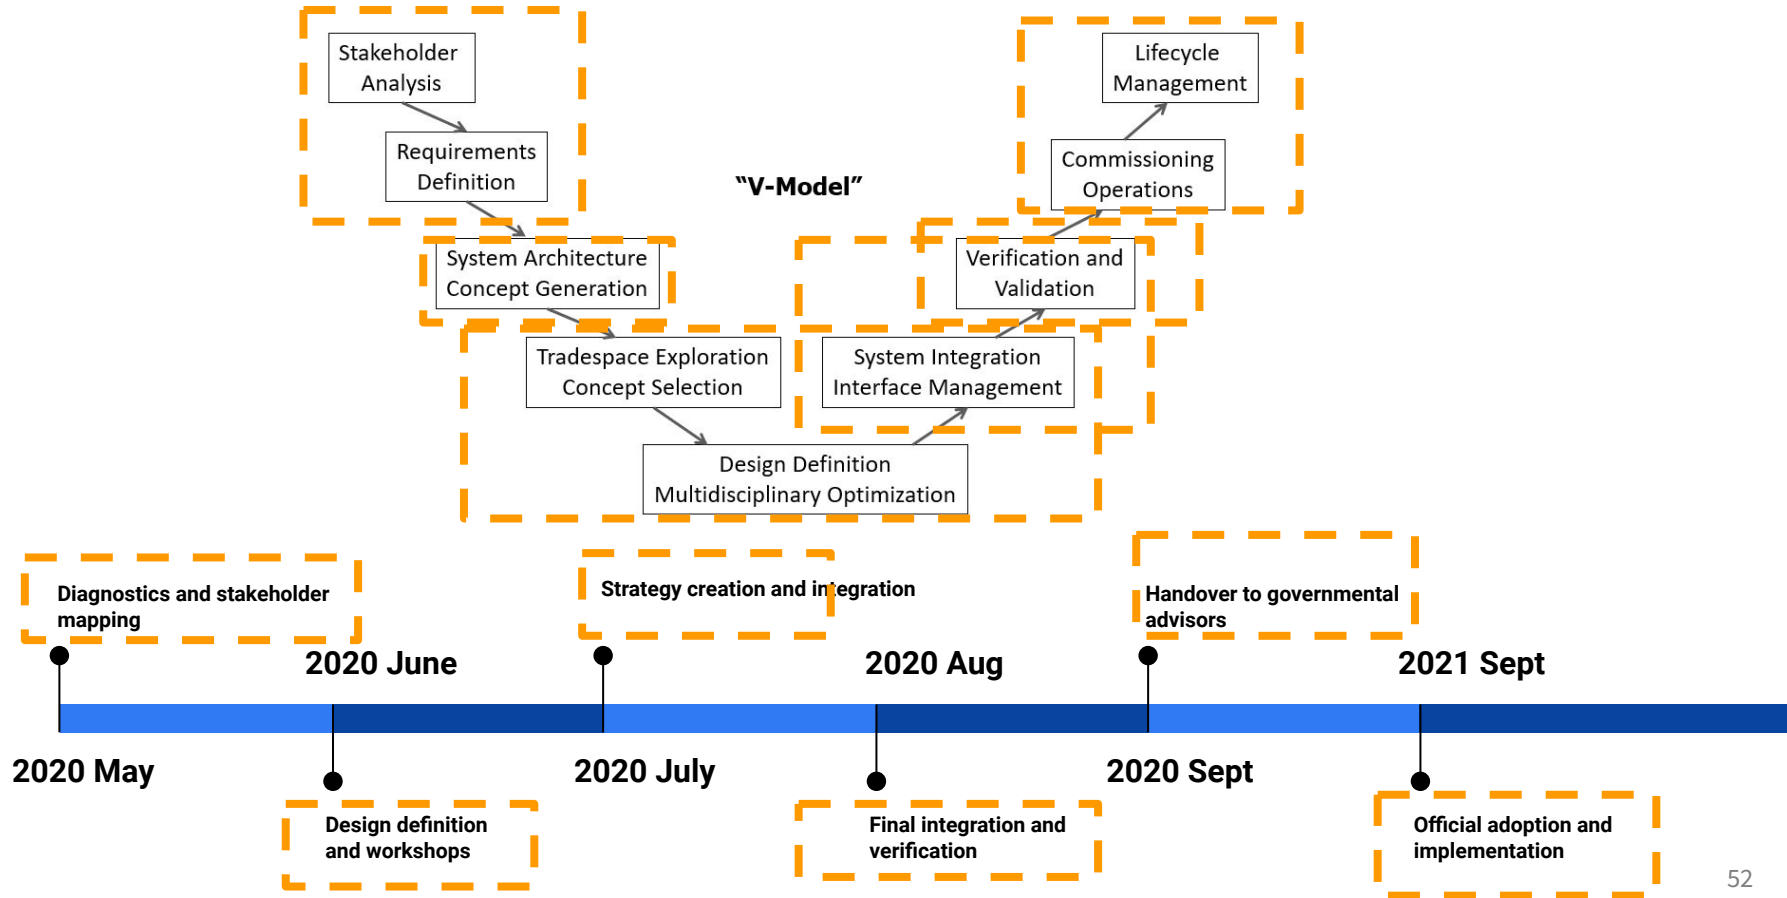 Stakeholder
Analysis
Lifecycle
Management
Requirements
Definition
"V-Model"
Commissioning
Operations
System Architecture
Concept Generation
Verification and
Validation
Tradespace Exploration
Concept Selection
System Integration
Interface Management
Design Definition
Multidisciplinary Optimization
Diagnostics and stakeholder
mapping
Strategy creation and integration
Handover to governmental
advisors
2020 June
2020 Aug
2021 Sept
2020 May
2020 July
2020 Sept
Design definition
and workshops
Final integration and
verification
Official adoption and
implementation
52